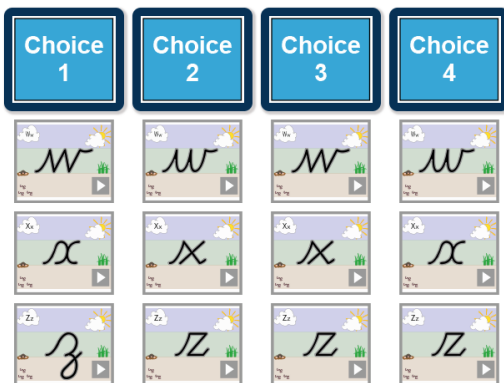 Choice 1 Choice 2 Choice 3 Choice 4
Ww Ww Ww Ww
w w w w
Xx Xx Xx Xx
x x x x
Zz Zz Zz Zz
z z z z